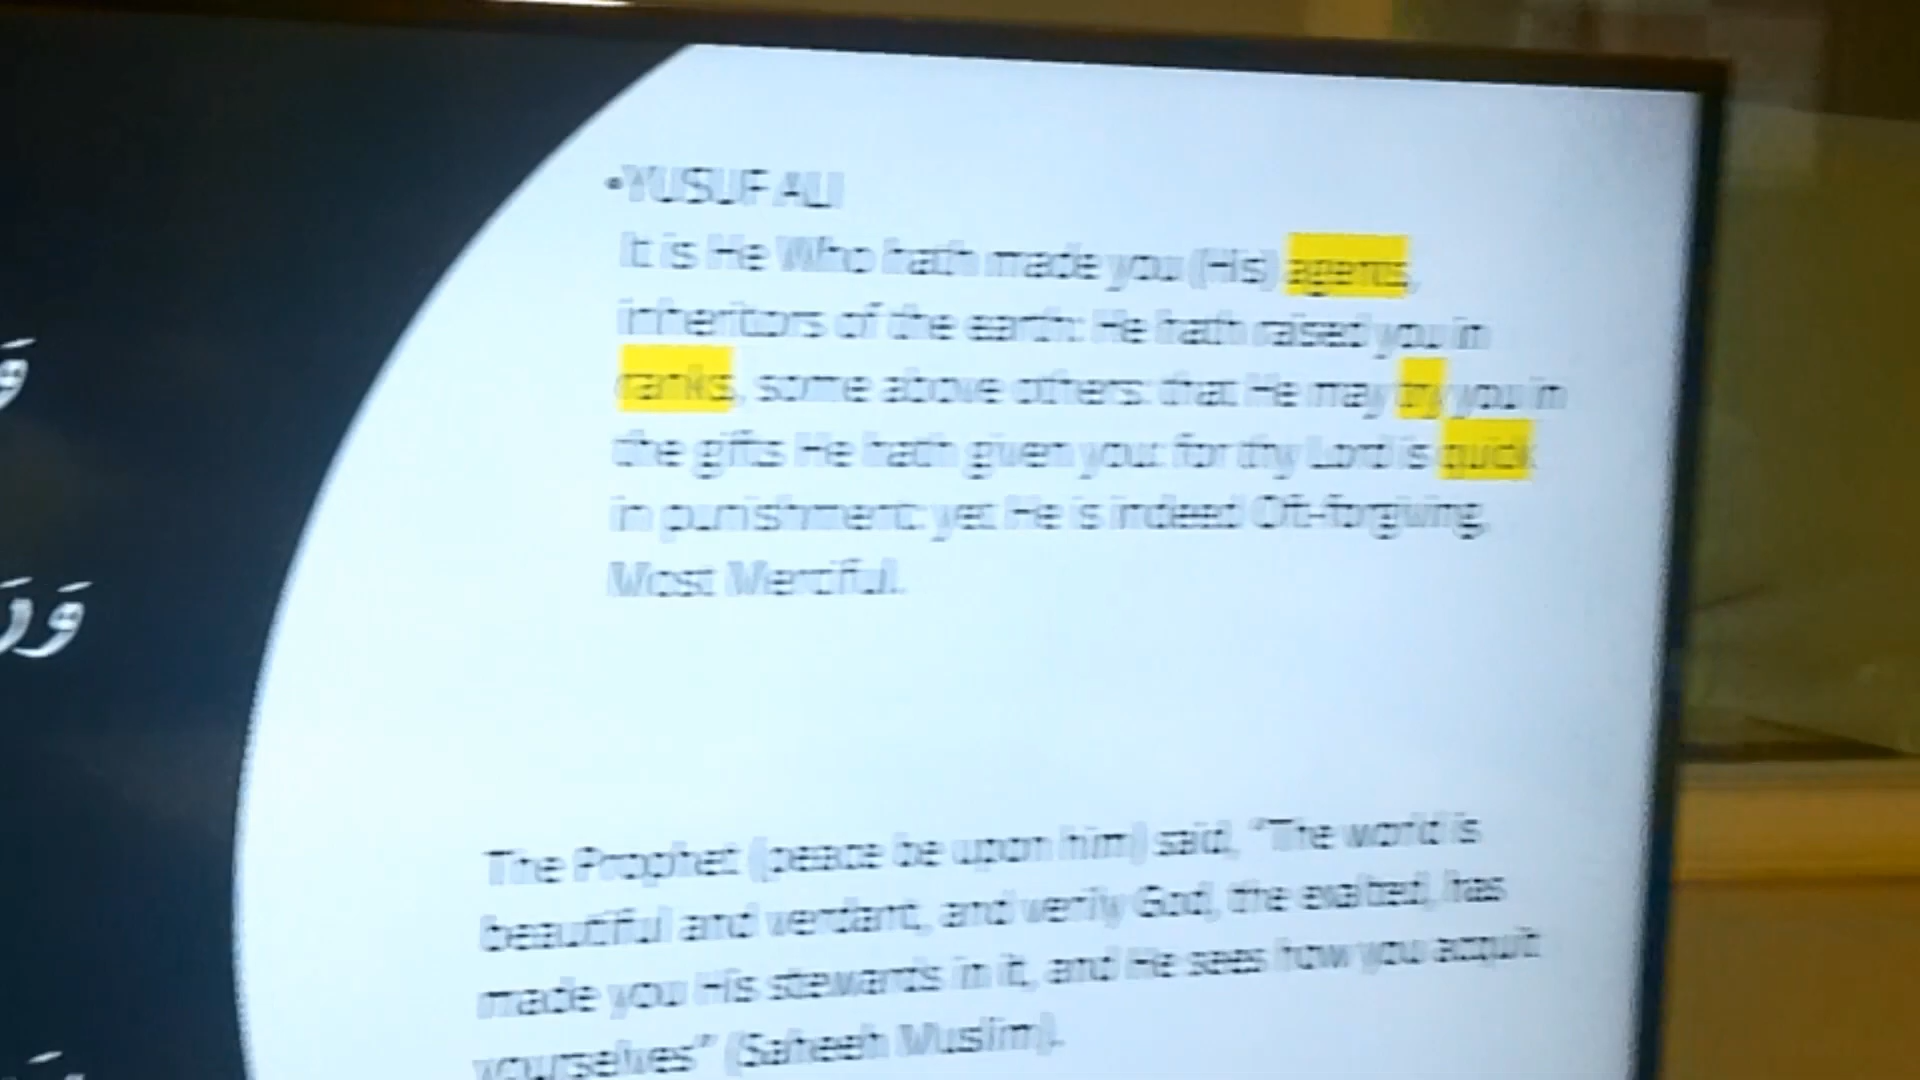 •YUSUF ALI
It is He Who hath made you (His) agents,
inheritors of the earth: He hath raised you in
ranks, some above others: that He may try you in
the gifts He hath given you: for thy Lord is quick
in punishment: yet He is indeed Oft-forgiving,
Most Merciful.
The Prophet (peace be upon him) said, “The world is
beautiful and verdant, and verily God, the exalted, has
made you His stewards in it, and He sees how you acquit
yourselves” (Saheeh Muslim).